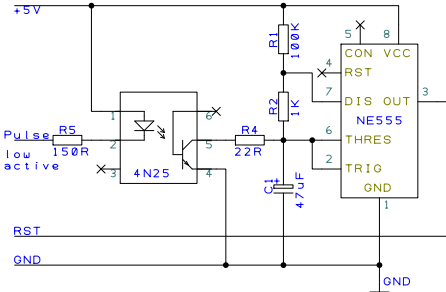 +5V
R1
100K
5
8
CON VCC
4
RST
1
6
R2
1K
7
DIS OUT
3
NE555
Pulse
low
active
R5
150R
2
5
R4
22R
6
THRES
3
4N25
4
2
TRIG
C1
+
47uF
GND
1
RST
GND
GND